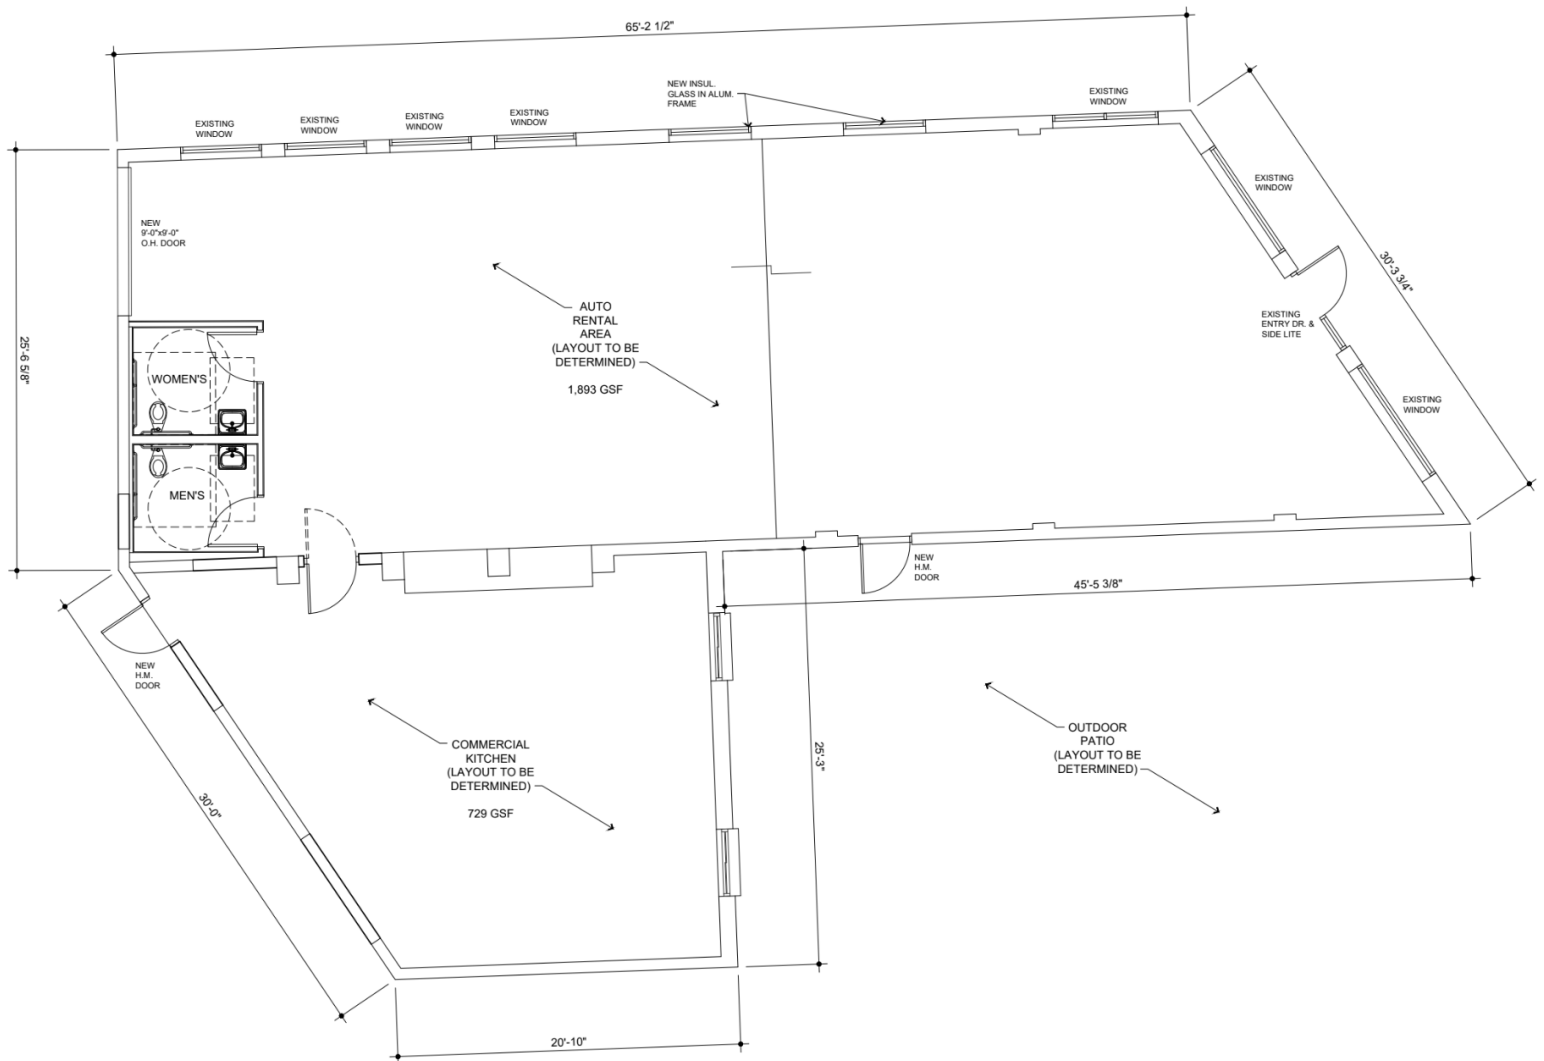 65'-2 1/2"
NEW INSUL.
GLASS IN ALUM.
FRAME
EXISTING
WINDOW
EXISTING
WINDOW
EXISTING
WINDOW
EXISTING
WINDOW
EXISTING
WINDOW
EXISTING
WINDOW
NEW
9'-0"x9'-0"
O.H. DOOR
30'-3 3/4"
AUTO
RENTAL
AREA
(LAYOUT TO BE
DETERMINED)
1,893 GSF
EXISTING
ENTRY DR. &
SIDE LITE
25'-6 5/8"
WOMEN'S
EXISTING
WINDOW
MEN'S
NEW
H.M.
DOOR
45'-5 3/8"
NEW
H.M.
DOOR
COMMERCIAL
KITCHEN
(LAYOUT TO BE
DETERMINED)
729 GSF
25'-3"
OUTDOOR
PATIO
(LAYOUT TO BE
DETERMINED)
30'-0"
20'-10"